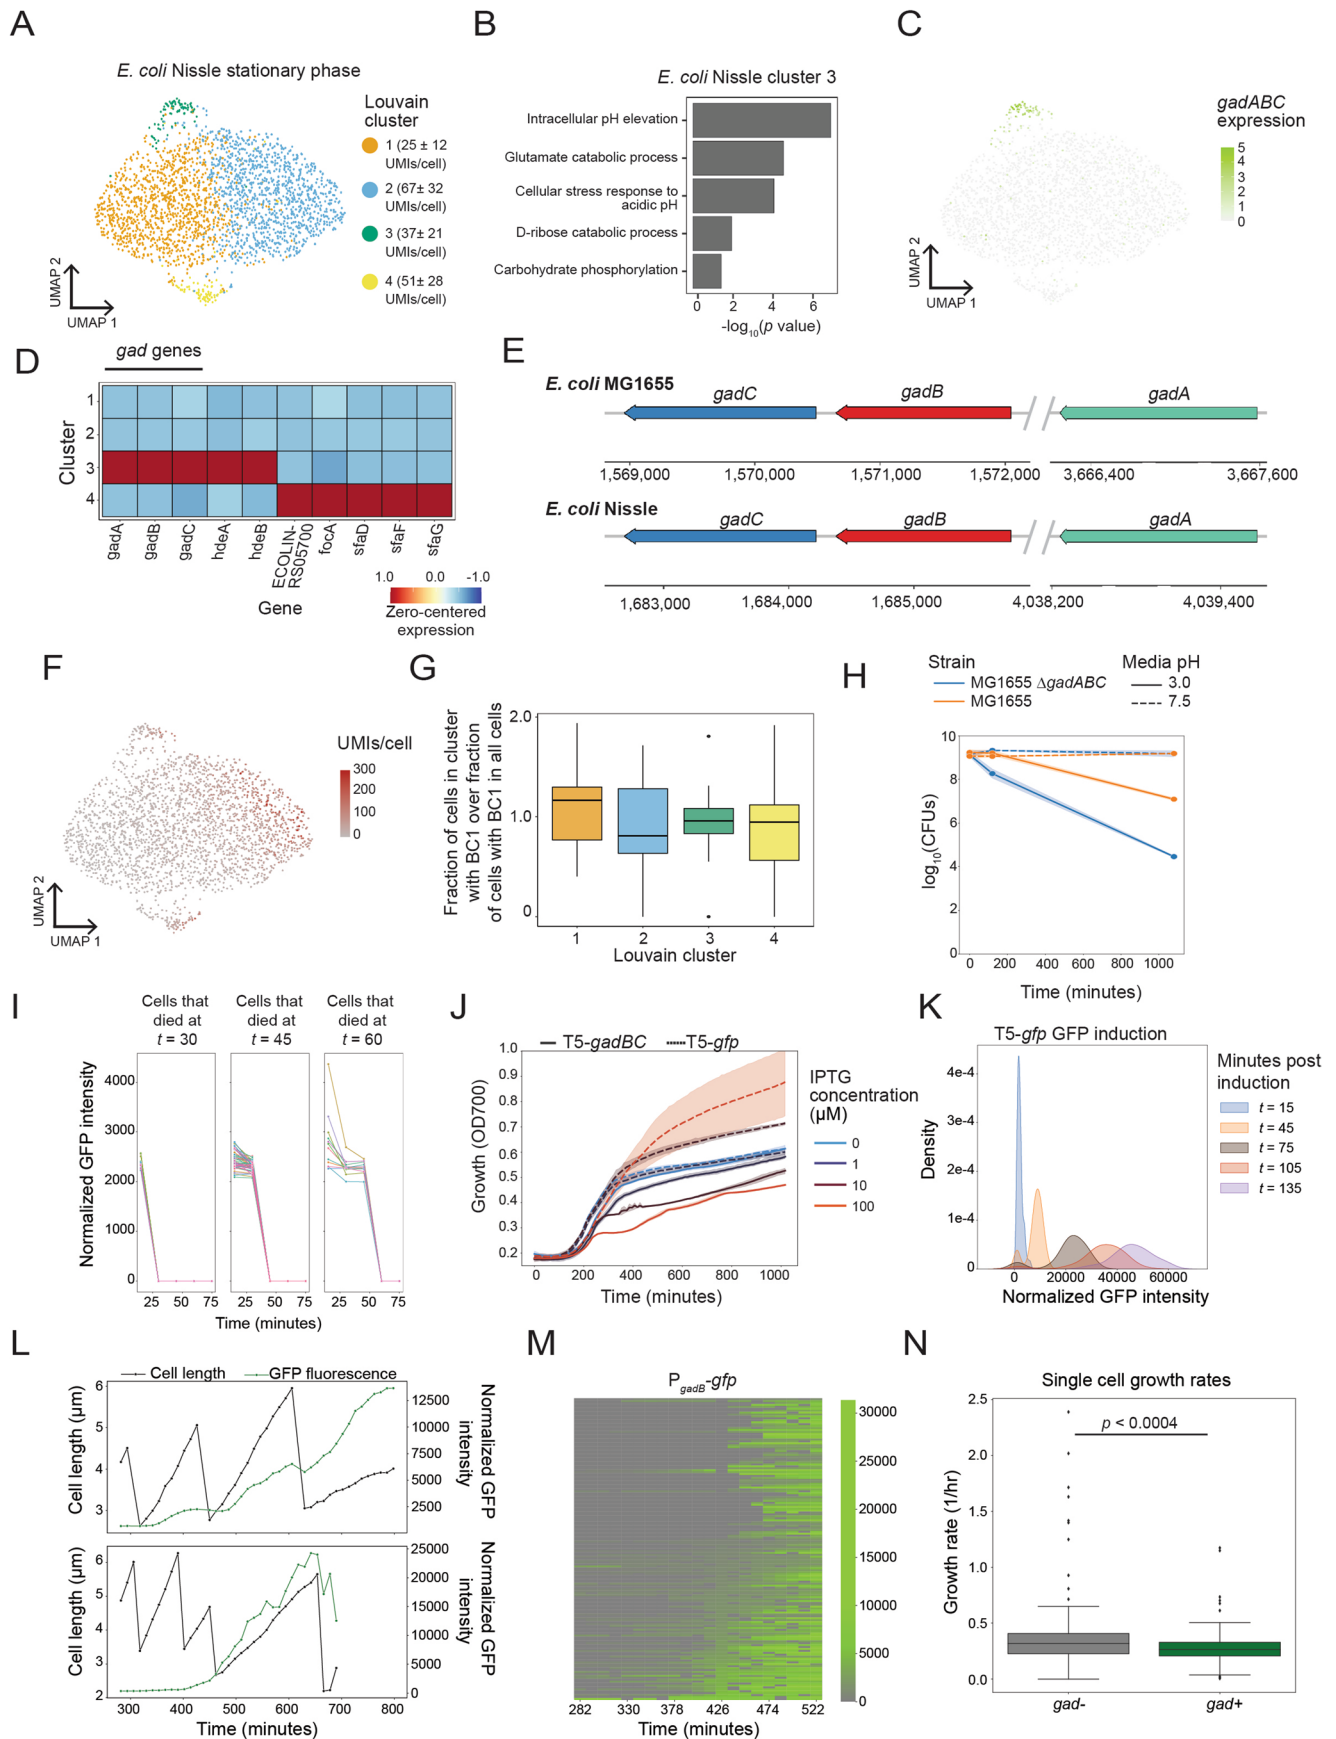 A
E. coli Nissle stationary phase
Louvain
cluster
1 (25 ± 12
UMIs/cell)
2 (67± 32
UMIs/cell)
3 (37± 21
UMIs/cell)
4 (51± 28
UMIs/cell)
UMAP 2
UMAP 1
B
E. coli Nissle cluster 3
Intracellular pH elevation
Glutamate catabolic process
Cellular stress response to
acidic pH
D-ribose catabolic process
Carbohydrate phosphorylation
0 2 4 6
-log10(p value)
C
gadABC
expression
5
4
3
2
1
0
UMAP 2
UMAP 1
D
gad genes
Cluster
1
2
3
4
gadA
gadB
gadC
hdeA
hdeB
ECOLIN-
RS05700
focA
sfaD
sfaF
sfaG
Gene
1.0 0.0 -1.0
Zero-centered
expression
E
E. coli MG1655
gadC gadB gadA
1,569,000 1,570,000 1,571,000 1,572,000 3,666,400 3,667,600
E. coli Nissle
gadC gadB gadA
1,683,000 1,684,000 1,685,000 4,038,200 4,039,400
F
UMIs/cell
300
200
100
0
UMAP 2
UMAP 1
G
Fraction of cells in cluster
with BC1 over fraction
of cells with BC1 in all cells
2.0
1.0
0
1 2 3 4
Louvain cluster
H
Strain
MG1655 ΔgadABC
MG1655
Media pH
3.0
7.5
log10(CFUs)
10
8
6
4
2
0
0 200 400 600 800 1000
Time (minutes)
I
Cells that
died at
t = 30
Cells that
died at
t = 45
Cells that
died at
t = 60
Normalized GFP intensity
4000
3000
2000
1000
0
25 50 75 25 50 75 25 50 75
Time (minutes)
J
T5-gadBC T5-gfp
Growth (OD700)
1.0
0.9
0.8
0.7
0.6
0.5
0.4
0.3
0.2
0 200 400 600 800 1000
Time (minutes)
IPTG
concentration
(µM)
0
1
10
100
K
T5-gfp GFP induction
Density
4e-4
3e-4
2e-4
1e-4
0
0 20000 40000 60000
Normalized GFP intensity
Minutes post
induction
t = 15
t = 45
t = 75
t = 105
t = 135
L
Cell length GFP fluorescence
Cell length (µm)
6
5
4
3
12500
10000
7500
5000
2500
Normalized GFP
intensity
Cell length (µm)
6
5
4
3
2
25000
20000
15000
10000
5000
0
Normalized GFP
intensity
300 400 500 600 700 800
Time (minutes)
M
PgadB-gfp
30000
20000
15000
10000
5000
0
282 330 378 426 474 522
Time (minutes)
N
Single cell growth rates
p < 0.0004
Growth rate (1/hr)
2.5
2.0
1.5
1.0
0.5
0.0
gad- gad+